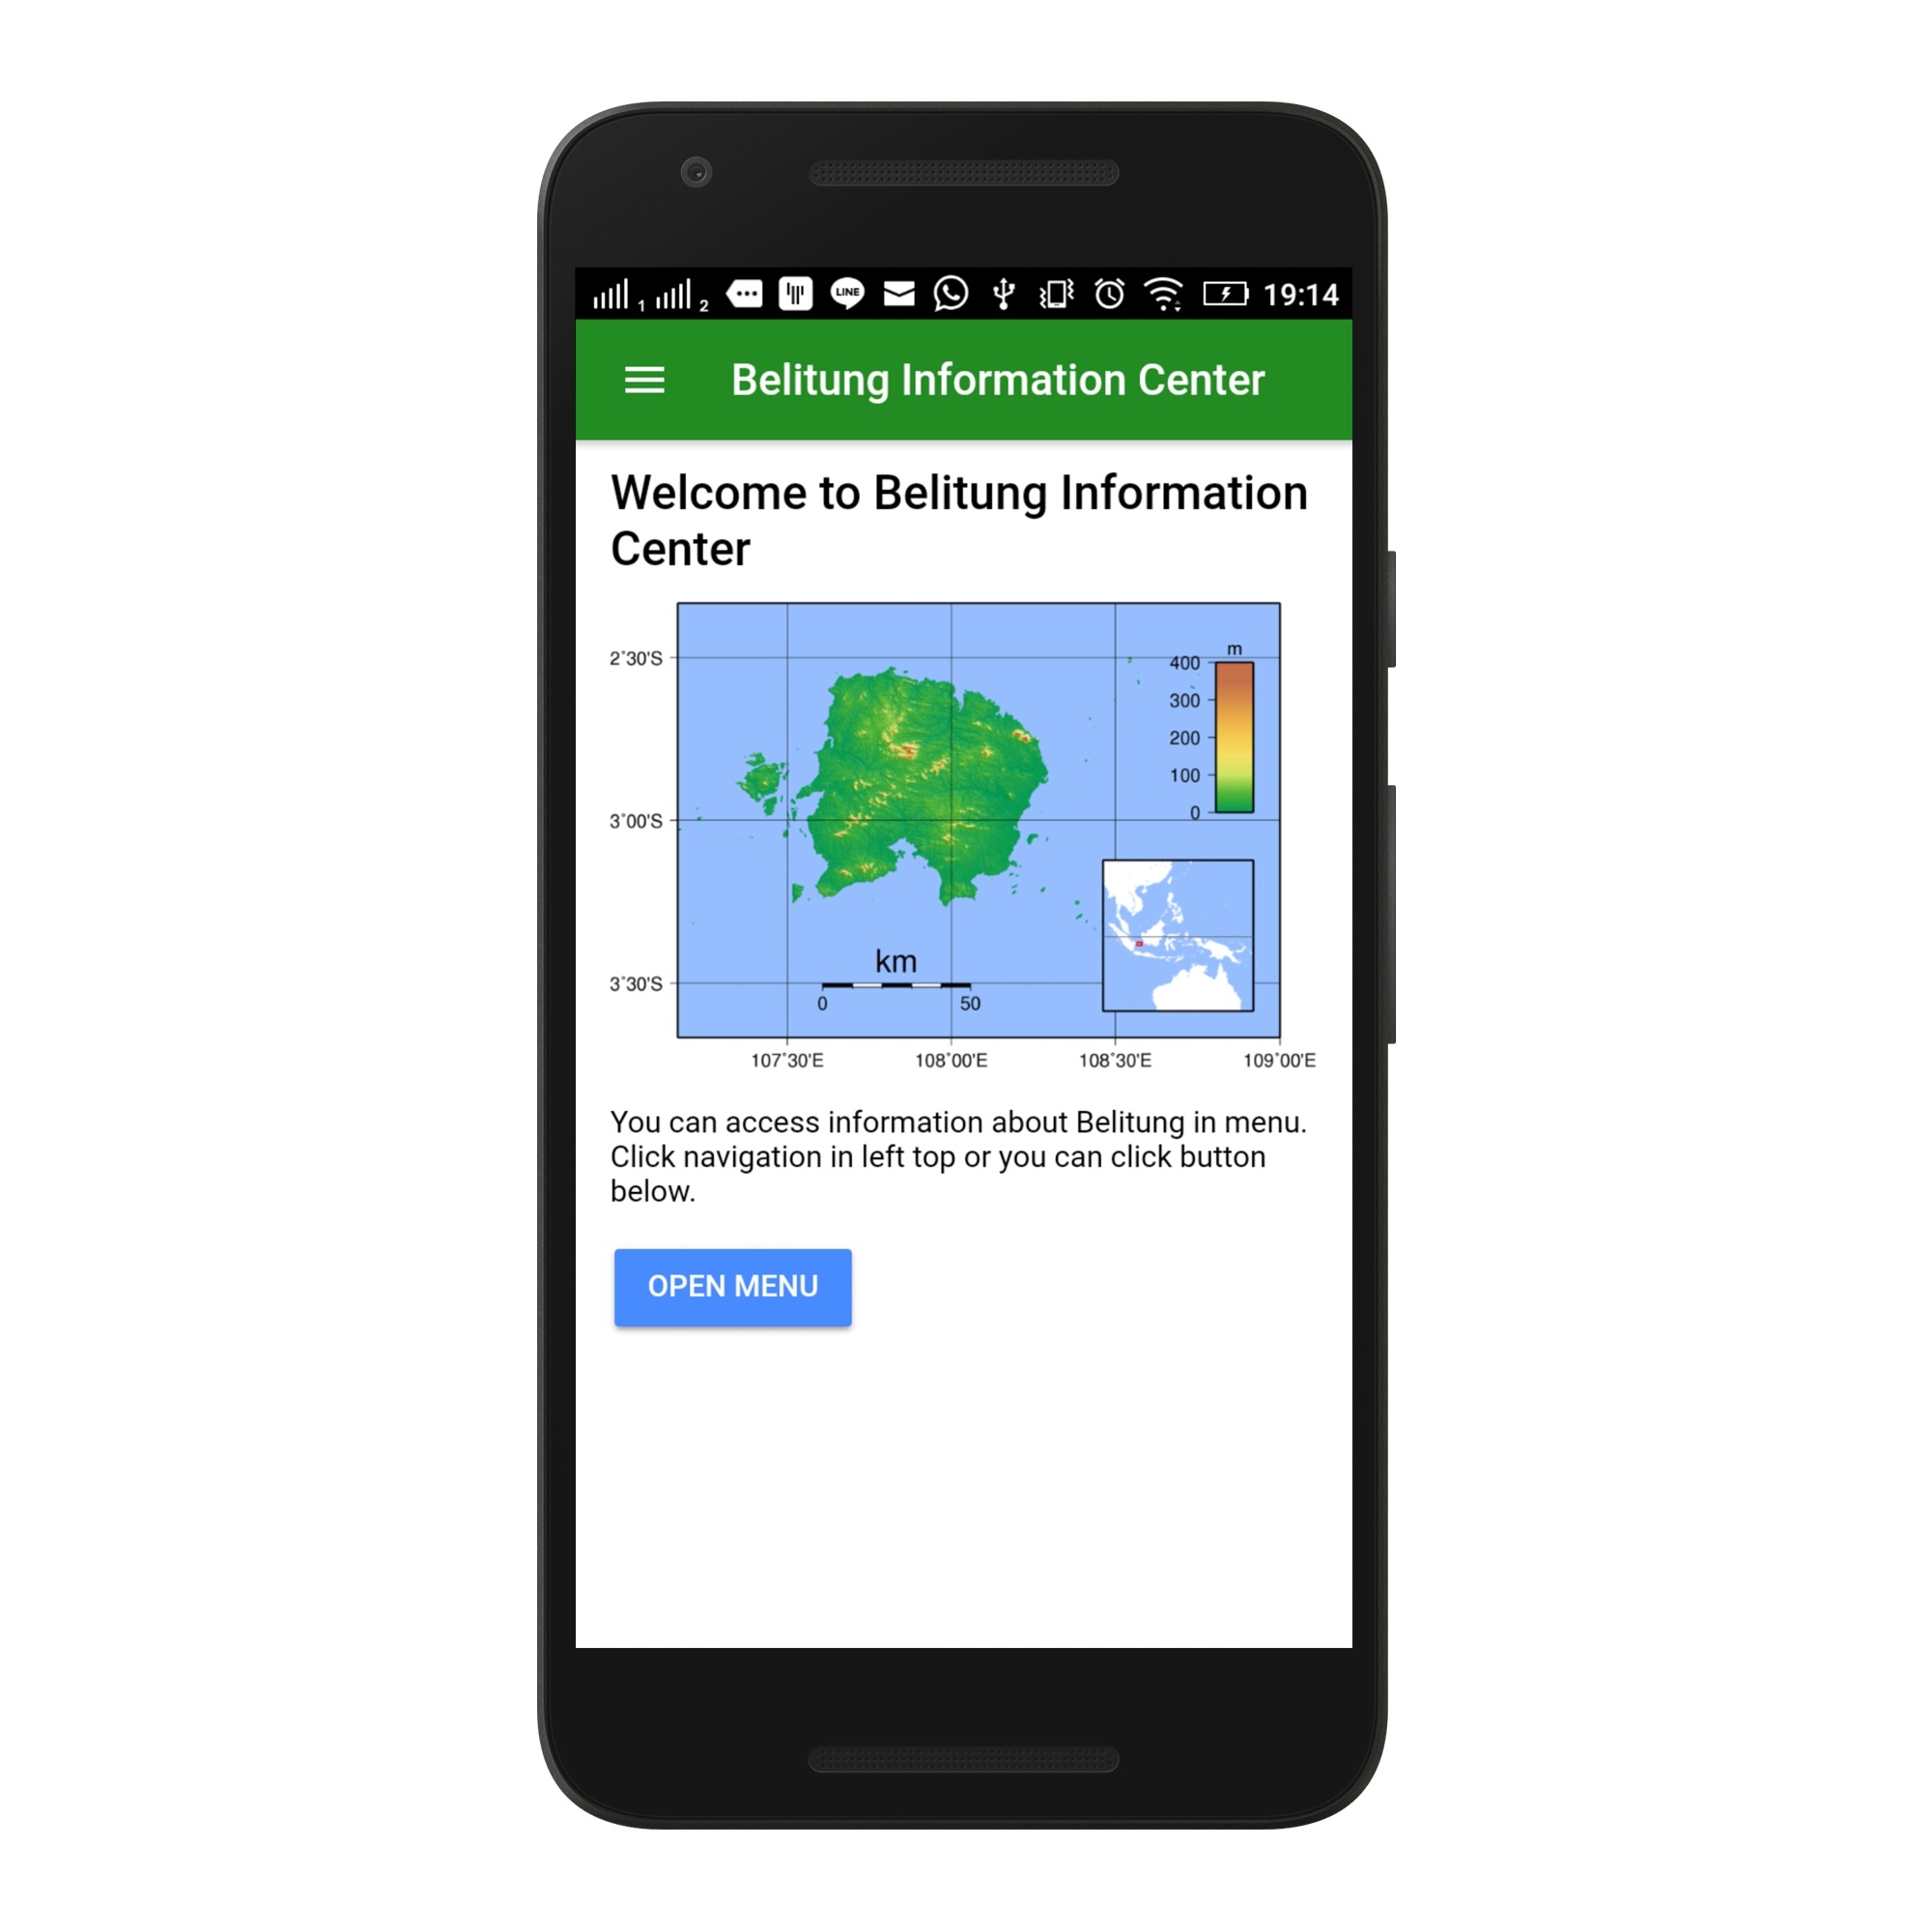 1 2 LINE 19:14
Belitung Information Center
Welcome to Belitung Information
Center
2°30'S
m
400
300
200
100
0
3°00'S
km
0 50
3°30'S
107°30'E 108°00'E 108°30'E 109°00'E
You can access information about Belitung in menu.
Click navigation in left top or you can click button
below.
OPEN MENU